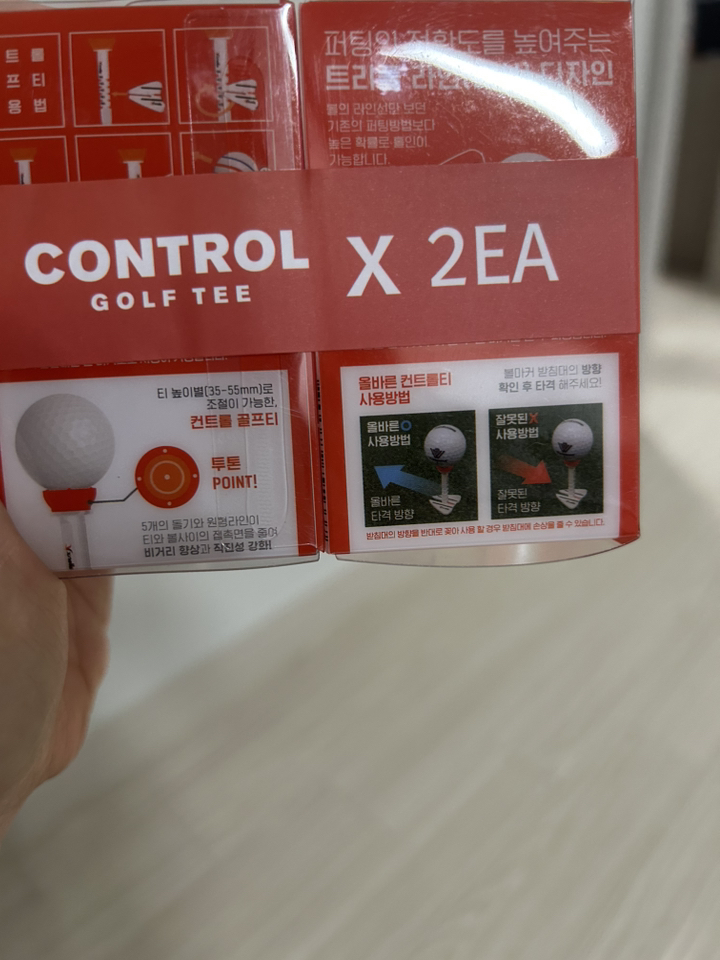 트롤
프티
용법
퍼팅의 정확도를 높여주는
디자인
볼의 라인선만 보던
기존의 퍼팅방법보다
높은 확률로 홀인이
가능합니다.
CONTROL
GOLF TEE
X 2EA
티 높이별(35-55mm)로
조절이 가능한,
컨트롤 골프티
투톤
POINT!
5개의 돌기와 원형라인이
티와 볼사이의 접촉면을 줄여
비거리 향상과 직진성 강화!
올바른 컨트롤티
사용방법
볼마커 받침대의 방향
확인 후 타격 해주세요!
올바른
사용방법
올바른
타격 방향
잘못된 X
사용방법
잘못된
타격 방향
받침대의 방향을 반대로 꽂아 사용 할 경우 받침대에 손상을 줄 수 있습니다.